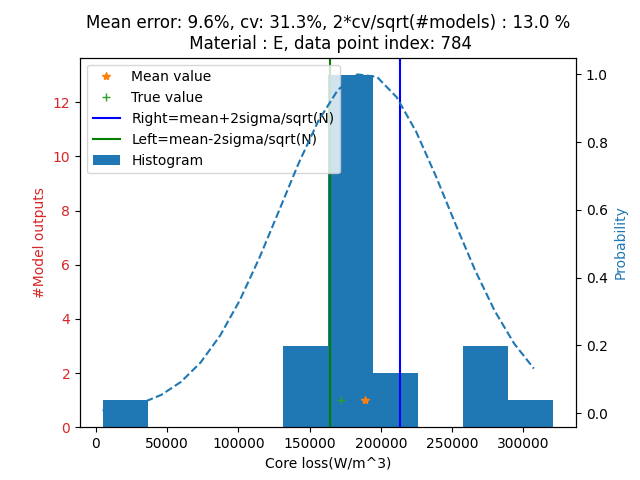 Mean error: 9.6%, cv: 31.3%, 2*cv/sqrt(#models) : 13.0 %
Material : E, data point index: 784
Mean value
True value
Right=mean+2sigma/sqrt(N)
Left=mean-2sigma/sqrt(N)
Histogram
#Model outputs
12
10
8
6
4
2
0
1.0
0.8
0.6
0.4
0.2
0.0
Probability
0
50000
100000
150000
200000
250000
300000
Core loss(W/m^3)